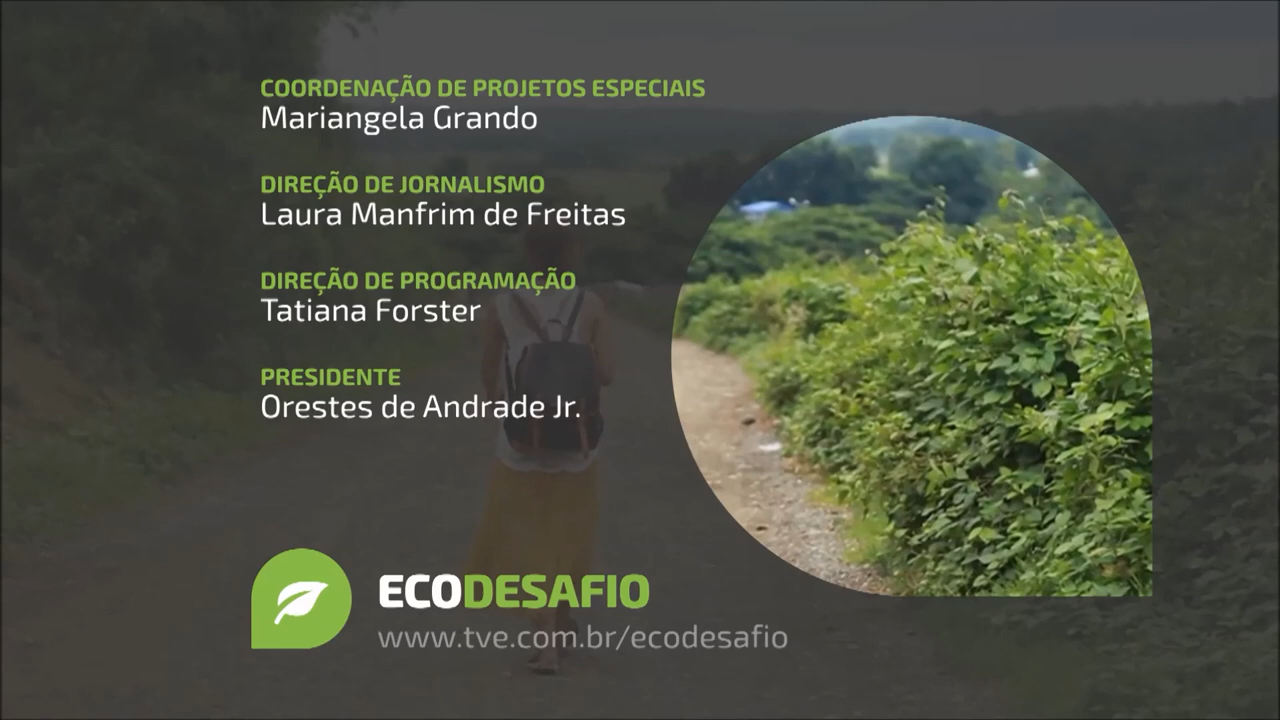 COORDENAÇÃO DE PROJETOS ESPECIAIS
Mariangela Grando
DIREÇÃO DE JORNALISMO
Laura Manfrim de Freitas
DIREÇÃO DE PROGRAMAÇÃO
Tatiana Forster
PRESIDENTE
Orestes de Andrade Jr.
ECODESAFIO
www.tve.com.br/ecodesafio